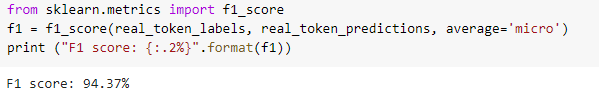 from sklearn.metrics import f1_score
f1 = f1_score(real_token_labels, real_token_predictions, average='micro')
print ("F1 score: {:.2%}".format(f1))
F1 score: 94.37%